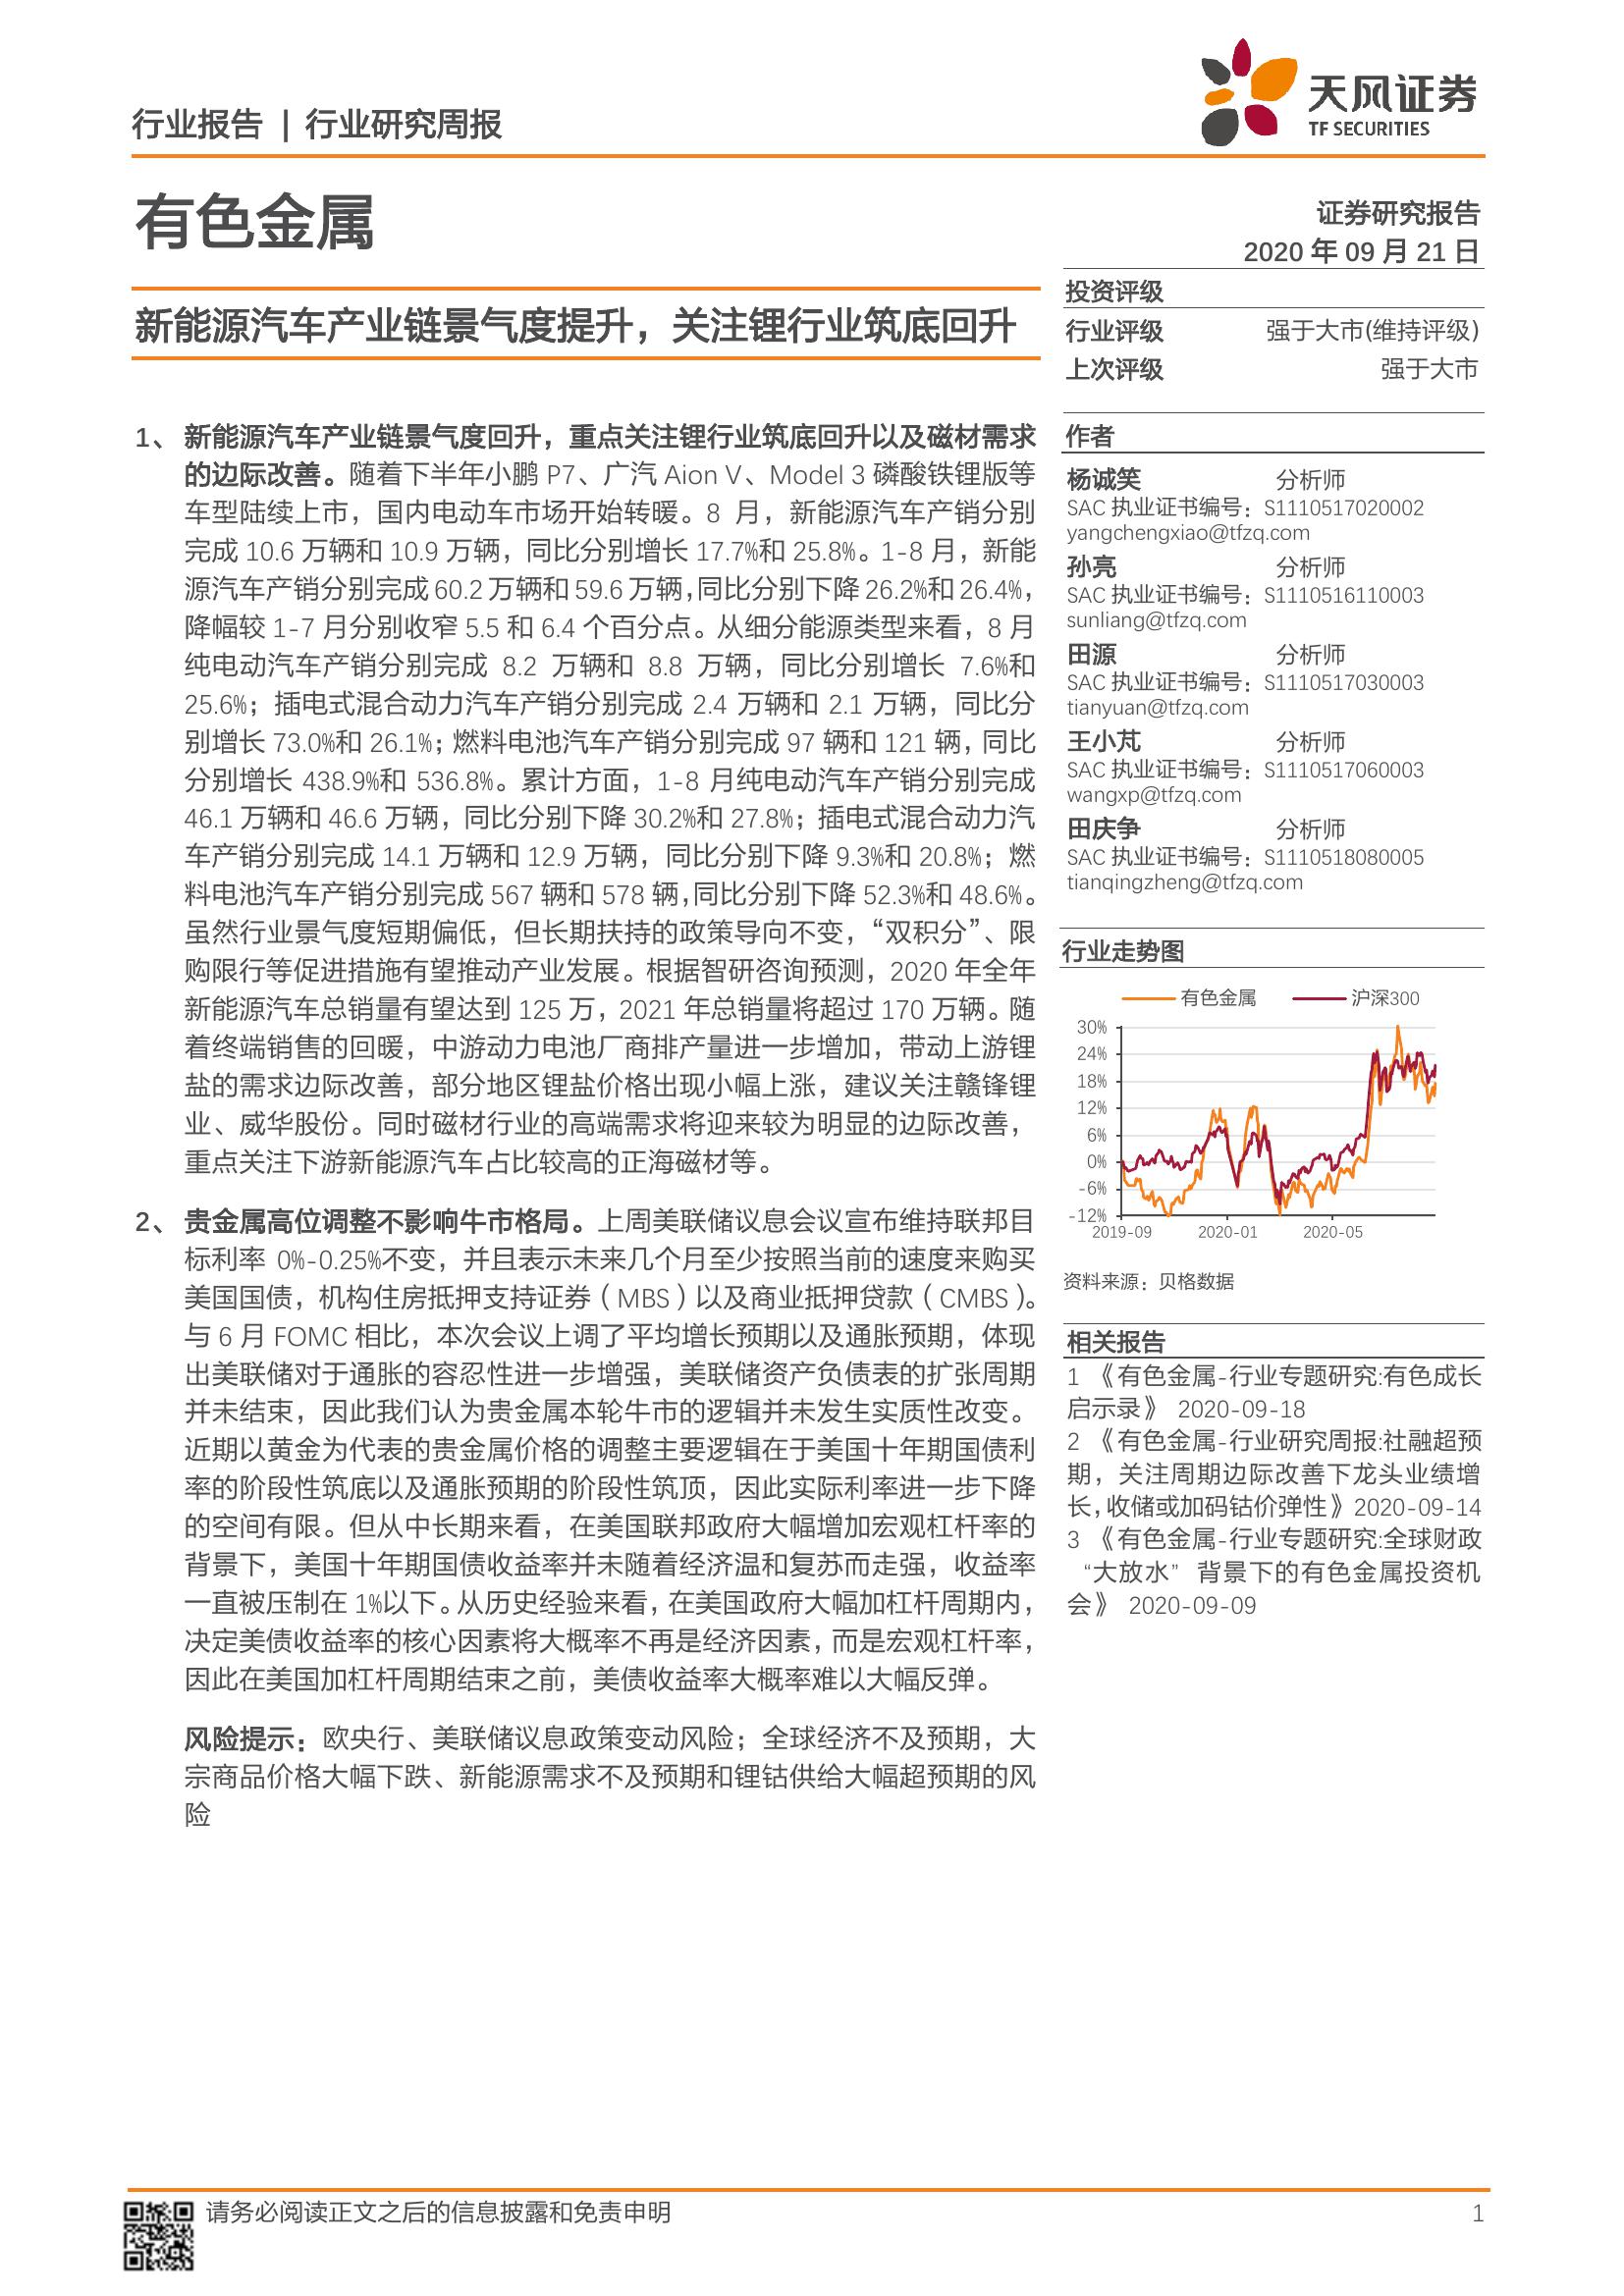 行业报告 | 行业研究周报
天风证券
TF SECURITIES
有色金属
证券研究报告
2020 年 09 月 21 日
新能源汽车产业链景气度提升，关注锂行业筑底回升
1、 新能源汽车产业链景气度回升，重点关注锂行业筑底回升以及磁材需求
的边际改善。随着下半年小鹏 P7、广汽 Aion V、Model 3 磷酸铁锂版等
车型陆续上市，国内电动车市场开始转暖。8 月，新能源汽车产销分别
完成 10.6 万辆和 10.9 万辆，同比分别增长 17.7%和 25.8%。1-8 月，新能
源汽车产销分别完成 60.2 万辆和 59.6 万辆，同比分别下降 26.2%和 26.4%，
降幅较 1-7 月分别收窄 5.5 和 6.4 个百分点。从细分能源类型来看，8 月
纯电动汽车产销分别完成 8.2 万辆和 8.8 万辆，同比分别增长 7.6%和
25.6%；插电式混合动力汽车产销分别完成 2.4 万辆和 2.1 万辆，同比分
别增长 73.0%和 26.1%；燃料电池汽车产销分别完成 97 辆和 121 辆，同比
分别增长 438.9%和 536.8%。累计方面，1-8 月纯电动汽车产销分别完成
46.1 万辆和 46.6 万辆，同比分别下降 30.2%和 27.8%；插电式混合动力汽
车产销分别完成 14.1 万辆和 12.9 万辆，同比分别下降 9.3%和 20.8%；燃
料电池汽车产销分别完成 567 辆和 578 辆，同比分别下降 52.3%和 48.6%。
虽然行业景气度短期偏低，但长期扶持的政策导向不变，“双积分”、限
购限行等促进措施有望推动产业发展。根据智研咨询预测，2020 年全年
新能源汽车总销量有望达到 125 万，2021 年总销量将超过 170 万辆。随
着终端销售的回暖，中游动力电池厂商排产量进一步增加，带动上游锂
盐的需求边际改善，部分地区锂盐价格出现小幅上涨，建议关注赣锋锂
业、威华股份。同时磁材行业的高端需求将迎来较为明显的边际改善，
重点关注下游新能源汽车占比较高的正海磁材等。
2、 贵金属高位调整不影响牛市格局。上周美联储议息会议宣布维持联邦目
标利率 0%-0.25%不变，并且表示未来几个月至少按照当前的速度来购买
美国国债，机构住房抵押支持证券（MBS）以及商业抵押贷款（CMBS）。
与 6 月 FOMC 相比，本次会议上调了平均增长预期以及通胀预期，体现
出美联储对于通胀的容忍性进一步增强，美联储资产负债表的扩张周期
并未结束，因此我们认为贵金属本轮牛市的逻辑并未发生实质性改变。
近期以黄金为代表的贵金属价格的调整主要逻辑在于美国十年期国债利
率的阶段性筑底以及通胀预期的阶段性筑顶，因此实际利率进一步下降
的空间有限。但从中长期来看，在美国联邦政府大幅增加宏观杠杆率的
背景下，美国十年期国债收益率并未随着经济温和复苏而走强，收益率
一直被压制在 1%以下。从历史经验来看，在美国政府大幅加杠杆周期内，
决定美债收益率的核心因素将大概率不再是经济因素，而是宏观杠杆率，
因此在美国加杠杆周期结束之前，美债收益率大概率难以大幅反弹。
风险提示：欧央行、美联储议息政策变动风险；全球经济不及预期，大
宗商品价格大幅下跌、新能源需求不及预期和锂钴供给大幅超预期的风
险
投资评级
行业评级 强于大市(维持评级)
上次评级 强于大市
作者
杨诚笑 分析师
SAC 执业证书编号：S1110517020002
yangchengxiao@tfzq.com
孙亮 分析师
SAC 执业证书编号：S1110516110003
sunliang@tfzq.com
田源 分析师
SAC 执业证书编号：S1110517030003
tianyuan@tfzq.com
王小芃 分析师
SAC 执业证书编号：S1110517060003
wangxp@tfzq.com
田庆争 分析师
SAC 执业证书编号：S1110518080005
tianqingzheng@tfzq.com
行业走势图
有色金属 沪深300
30%
24%
18%
12%
6%
0%
-6%
-12%
2019-09 2020-01 2020-05
资料来源：贝格数据
相关报告
1 《有色金属-行业专题研究:有色成长
启示录》 2020-09-18
2 《有色金属-行业研究周报:社融超预
期，关注周期边际改善下龙头业绩增
长，收储或加码钴价弹性》2020-09-14
3 《有色金属-行业专题研究:全球财政
“大放水” 背景下的有色金属投资机
会》 2020-09-09
请务必阅读正文之后的信息披露和免责申明 1